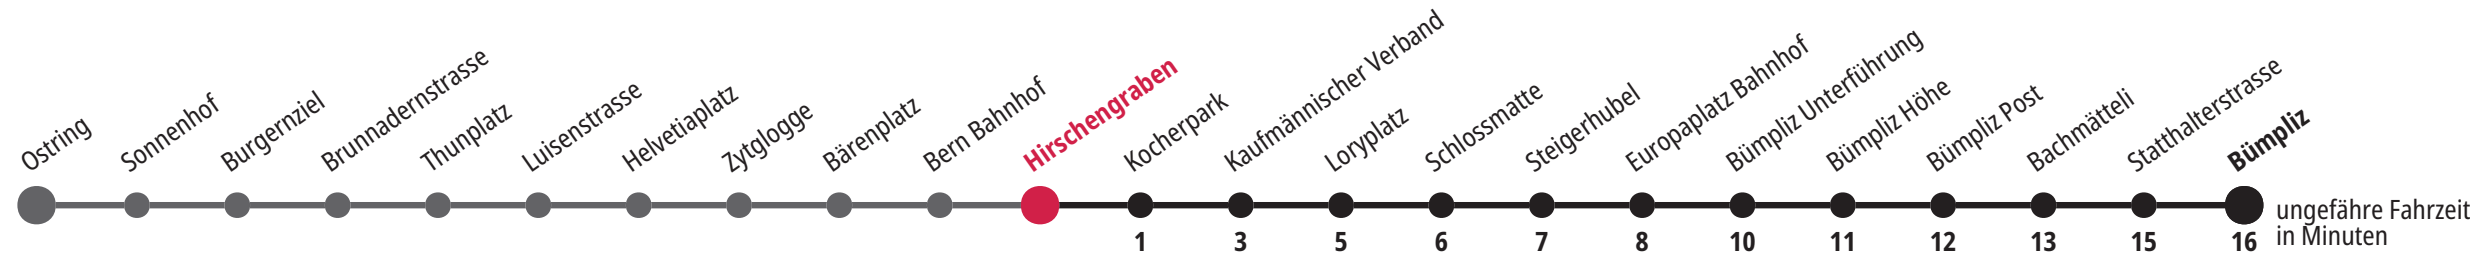 Ostring
Sonnenhof
Burgernziel
Brunnadernstrasse
Thunplatz
Luisenstrasse
Helvetiaplatz
Zytglogge
Bärenplatz
Bern Bahnhof
Hirschengraben
Kocherpark
Kaufmännischer Verband
Loryplatz
Schlossmatte
Steigerhubel
Europaplatz Bahnhof
Bümpliz Unterführung
Bümpliz Höhe
Bümpliz Post
Bachmätteli
Statthalterstrasse
Bümpliz
1 3 5 6 7 8 10 11 12 13 15 16
ungefähre Fahrzeit
in Minuten